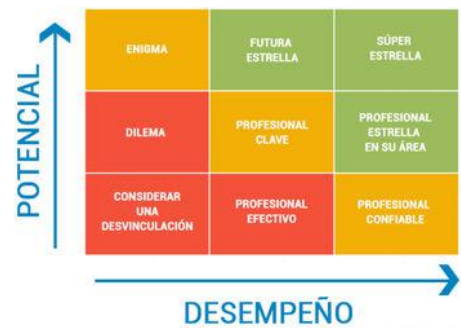 POTENCIAL
ENIGMA
FUTURA
ESTRELLA
SÚPER
ESTRELLA
DILEMA
PROFESIONAL
CLAVE
PROFESIONAL
ESTRELLA
EN SU ÁREA
CONSIDERAR
UNA
DESVINCULACIÓN
PROFESIONAL
EFECTIVO
PROFESIONAL
CONFIABLE
DESEMPEÑO